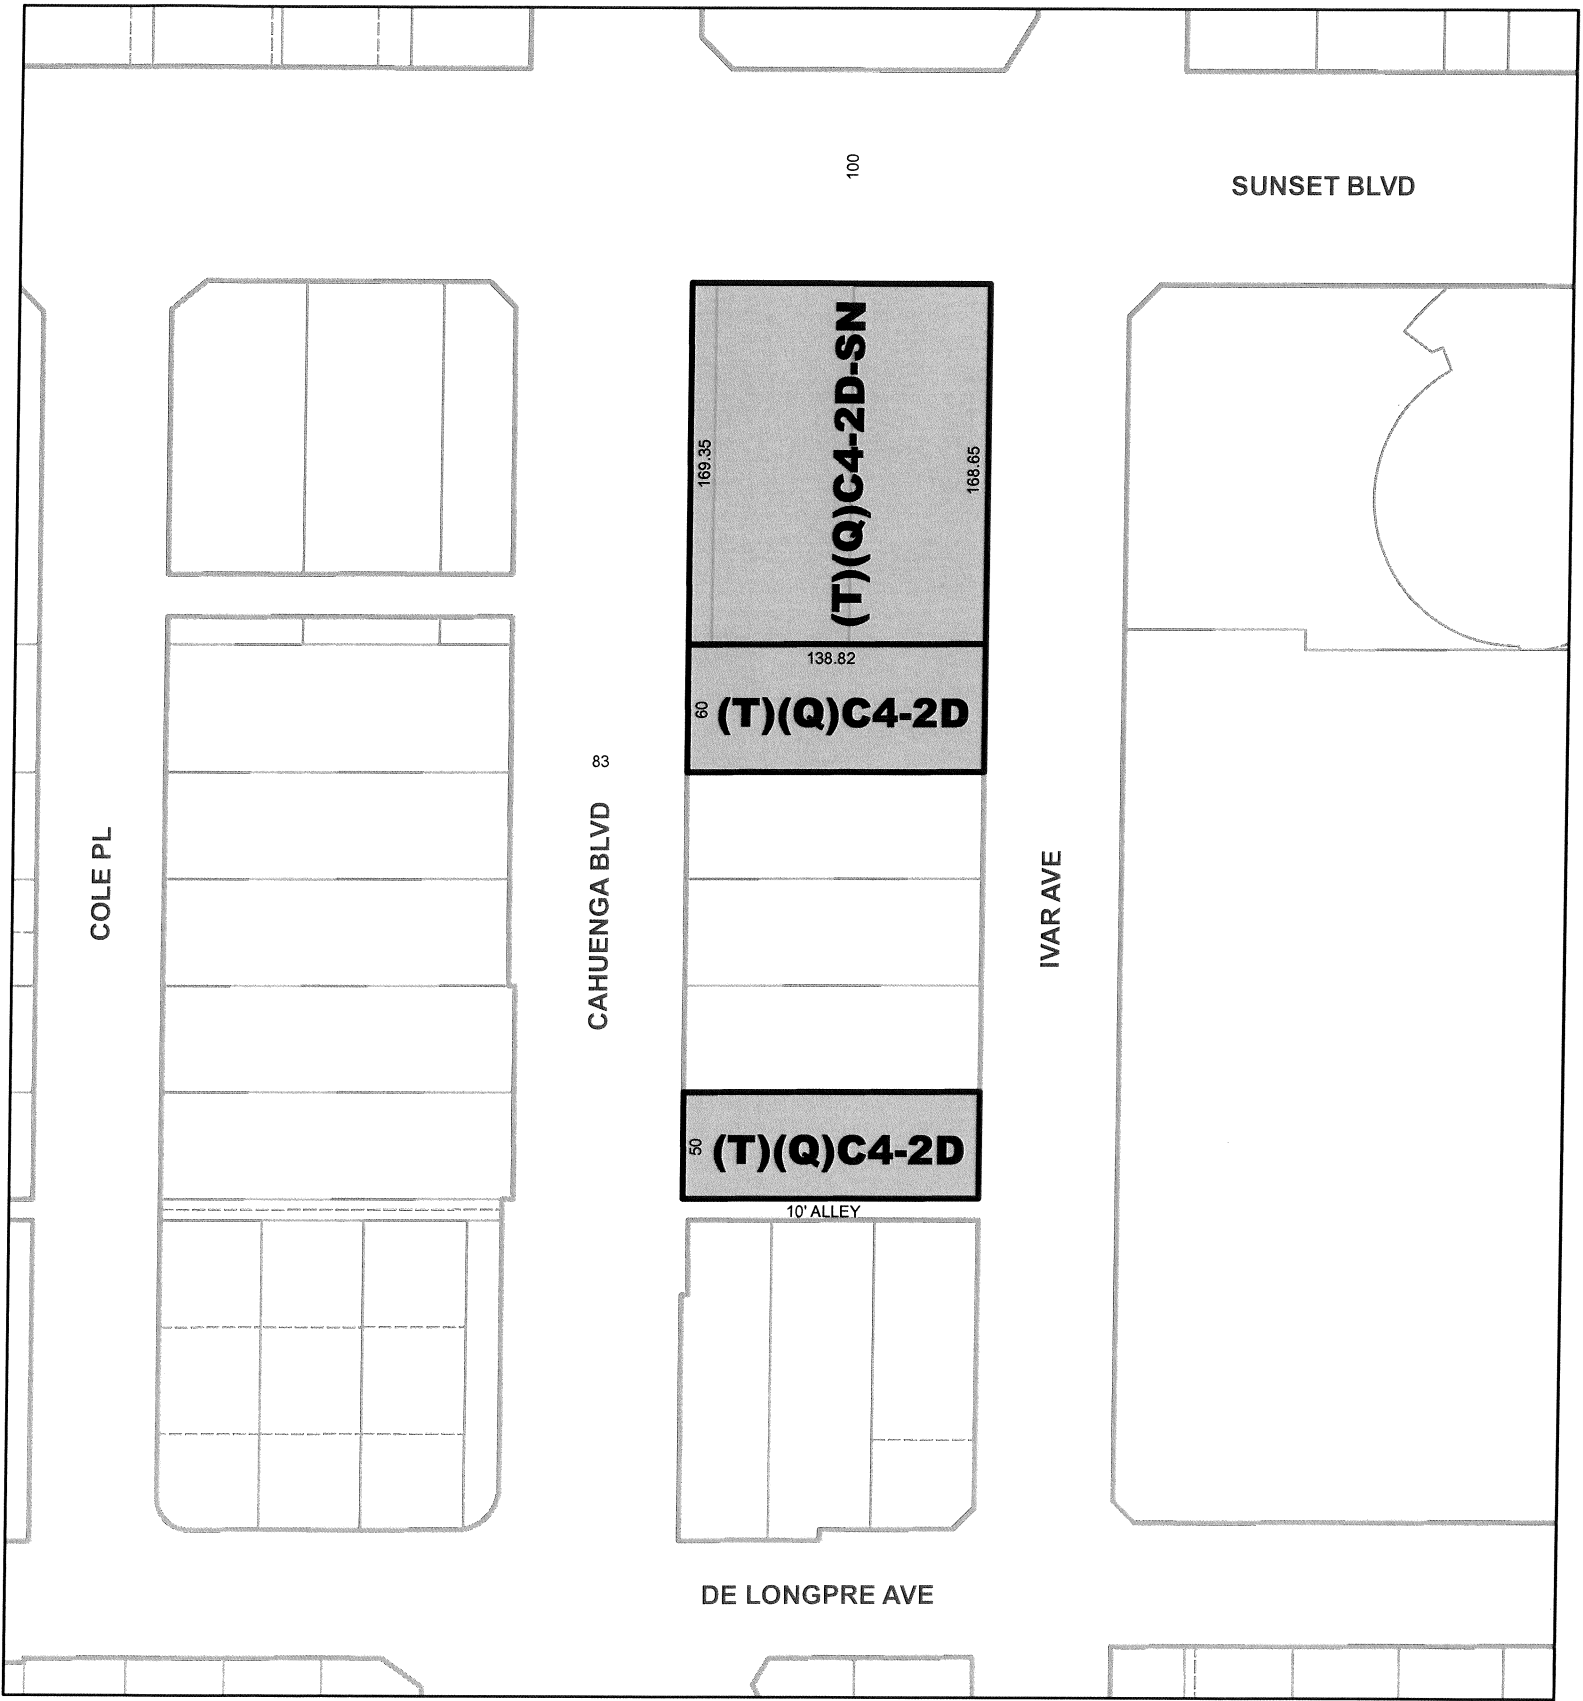 100
SUNSET BLVD
(T)(Q)C4-2D-SN
169.35
168.65
138.82
60
(T)(Q)C4-2D
83
COLE PL
CAHUENGA BLVD
IVAR AVE
50
(T)(Q)C4-2D
10' ALLEY
DE LONGPRE AVE